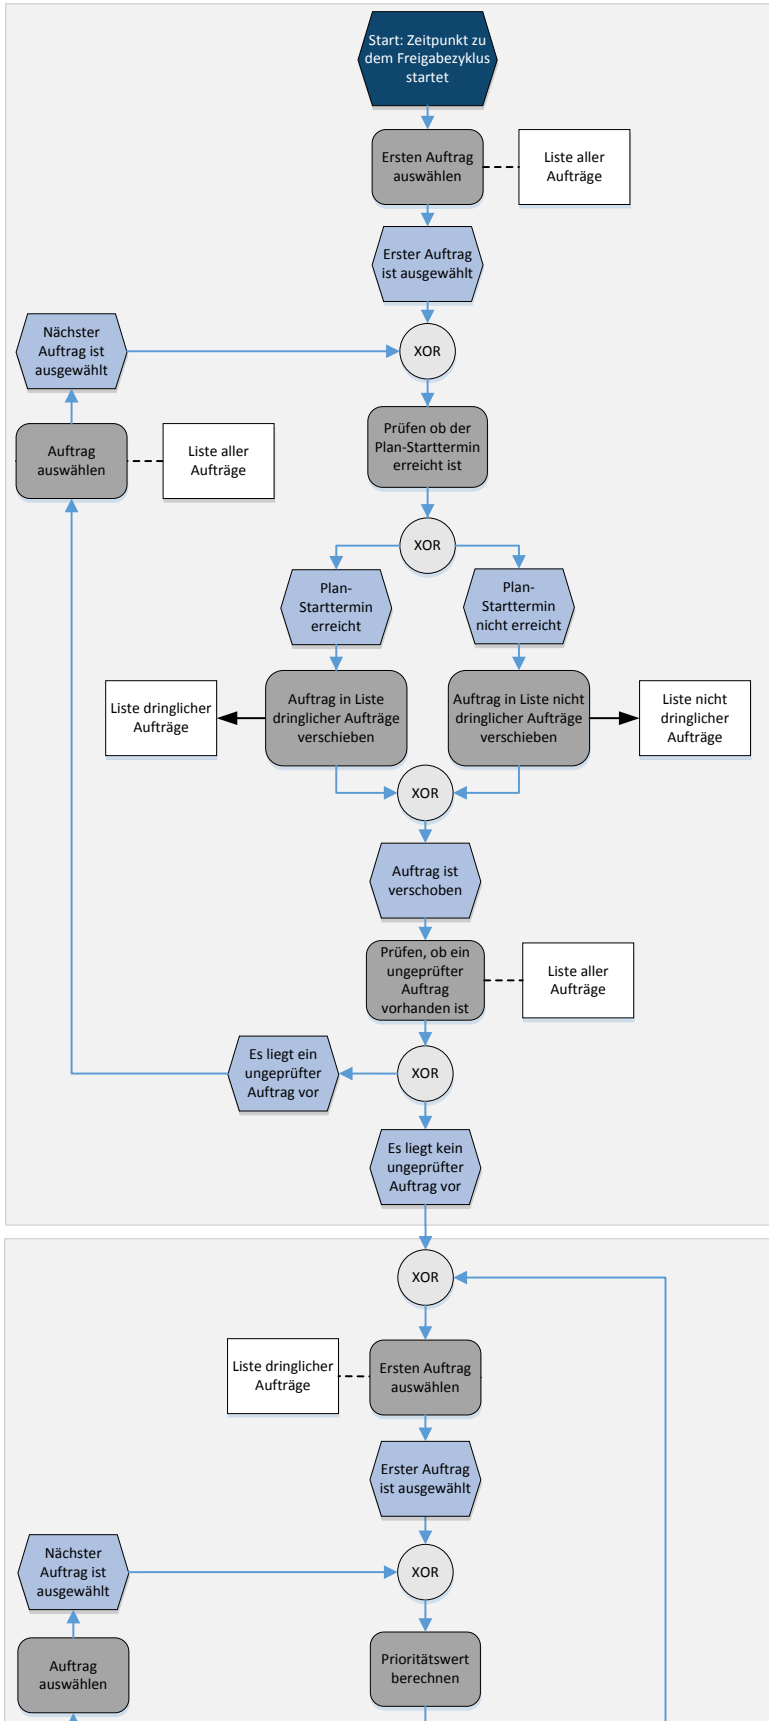 Start: Zeitpunkt zu
dem Freigabezyklus
startet
Ersten Auftrag
auswählen
Liste aller
Aufträge
Erster Auftrag
ist ausgewählt
Nächster
Auftrag ist
ausgewählt
XOR
Auftrag
auswählen
Liste aller
Aufträge
Prüfen ob der
Plan-Starttermin
erreicht ist
XOR
Plan-
Starttermin
erreicht
Plan-
Starttermin
nicht erreicht
Liste dringlicher
Aufträge
Auftrag in Liste
dringlicher Aufträge
verschieben
Auftrag in Liste nicht
dringlicher Aufträge
verschieben
Liste nicht
dringlicher
Aufträge
XOR
Auftrag ist
verschoben
Prüfen, ob ein
ungeprüfter
Auftrag
vorhanden ist
Liste aller
Aufträge
Es liegt ein
ungeprüfter
Auftrag vor
XOR
Es liegt kein
ungeprüfter
Auftrag vor
XOR
Liste dringlicher
Aufträge
Ersten Auftrag
auswählen
Erster Auftrag
ist ausgewählt
Nächster
Auftrag ist
ausgewählt
XOR
Auftrag
auswählen
Prioritätswert
berechnen